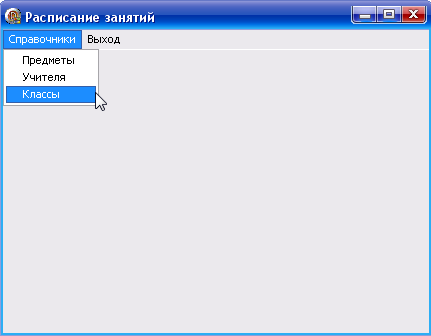 Расписание занятий
Справочники Выход
Предметы
Учителя
Классы